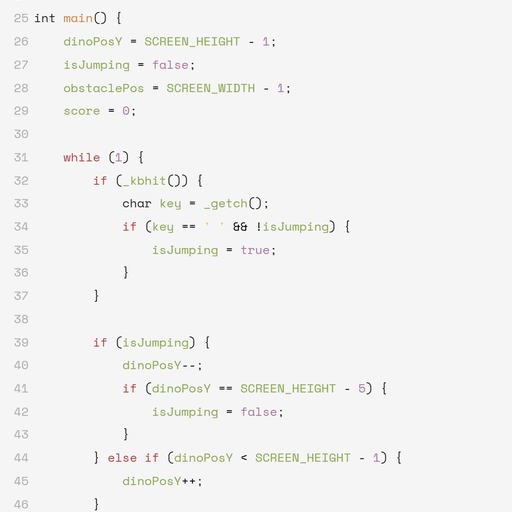 25 int main() {
26     dinoPosY = SCREEN_HEIGHT - 1;
27     isJumping = false;
28     obstaclePos = SCREEN_WIDTH - 1;
29     score = 0;
30
31     while (1) {
32         if (_kbhit()) {
33             char key = _getch();
34             if (key == ' ' && !isJumping) {
35                 isJumping = true;
36             }
37         }
38
39         if (isJumping) {
40             dinoPosY--;
41             if (dinoPosY == SCREEN_HEIGHT - 5) {
42                 isJumping = false;
43             }
44         } else if (dinoPosY < SCREEN_HEIGHT - 1) {
45             dinoPosY++;
46         }